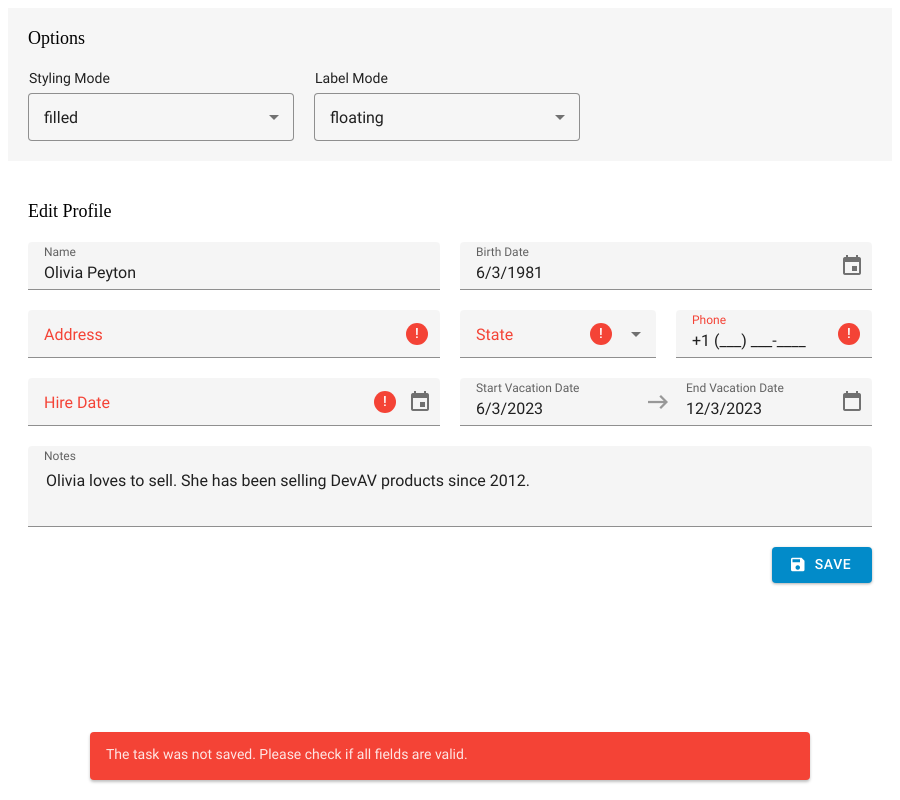 Options
Styling Mode Label Mode
filled floating
Edit Profile
Name Birth Date
Olivia Peyton 6/3/1981
Address ! State ! Phone !
+1 (___) ___-____
Hire Date ! Start Vacation Date End Vacation Date
6/3/2023 → 12/3/2023
Notes
Olivia loves to sell. She has been selling DevAV products since 2012.
SAVE
The task was not saved. Please check if all fields are valid.